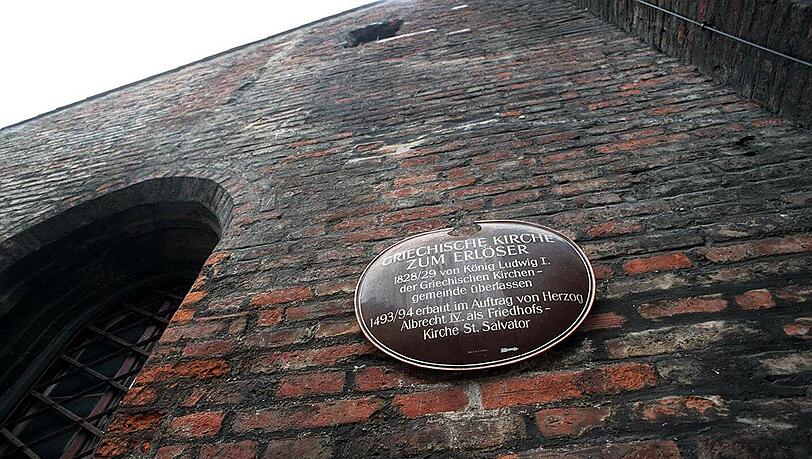 GRIECHISCHE KIRCHE
ZUM ERLÖSER
1828/29 von König Ludwig I.
der Griechischen Kirchen-
gemeinde überlassen
1493/94 erbaut im Auftrag von Herzog
Albrecht IV. als Friedhofs-
Kirche St. Salvator